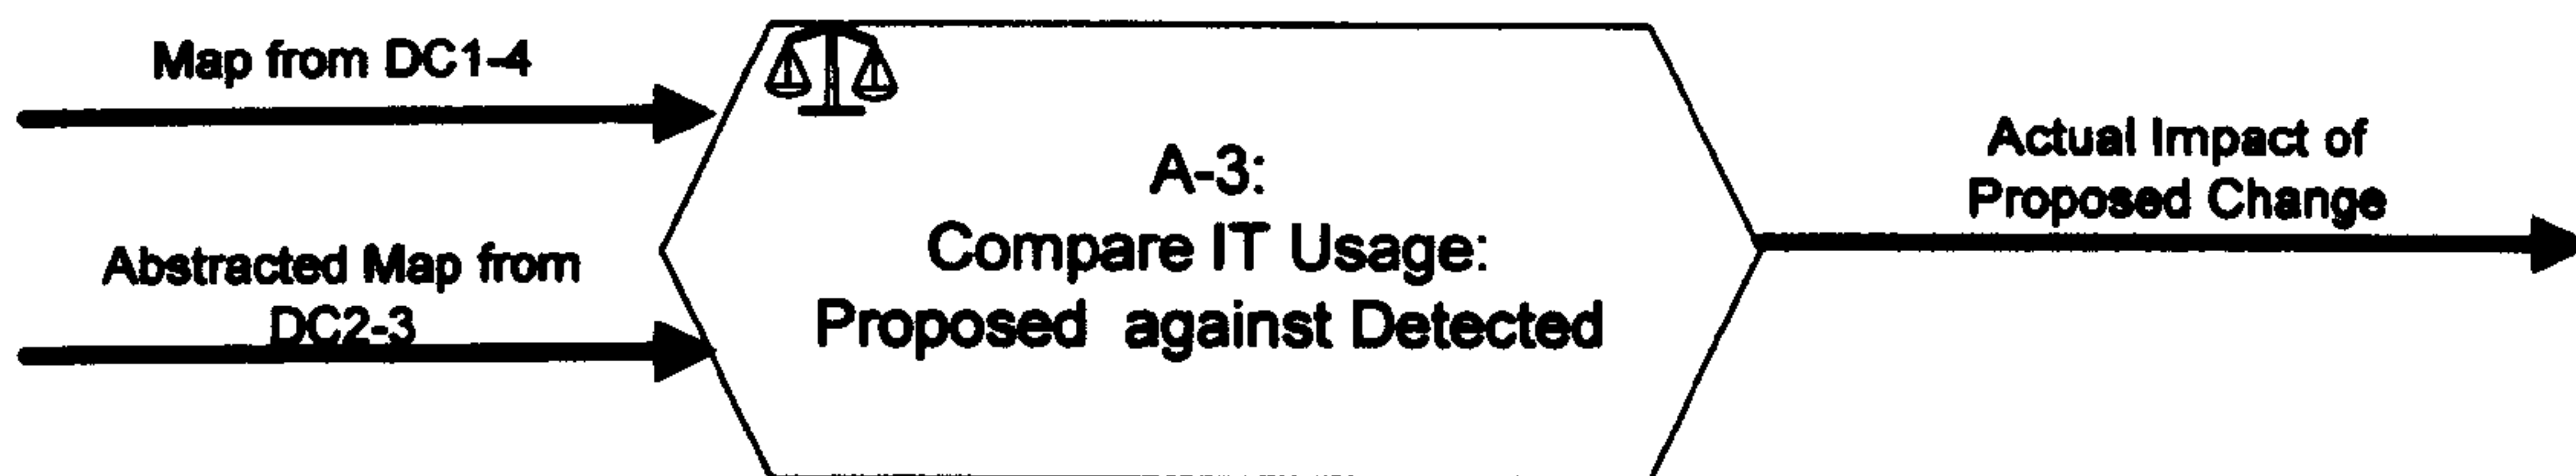 Map from DC1-4
Abstracted Map from
DC2-3
A-3:
Compare IT Usage:
Proposed against Detected
Actual Impact of
Proposed Change